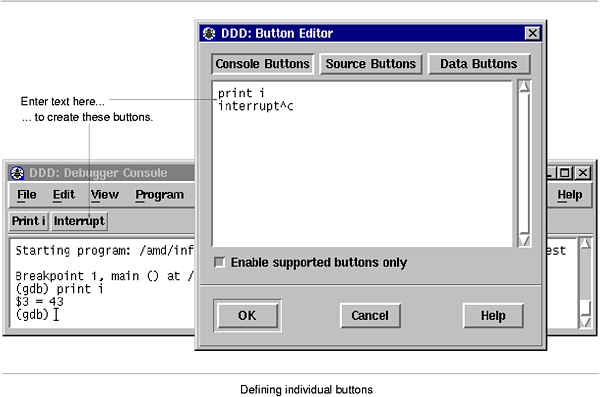 DDD: Button Editor
Console Buttons Source Buttons Data Buttons
print i
interrupt^c
Enter text here...
... to create these buttons.
DDD: Debugger Console
File Edit View Program Help
Print i Interrupt
Starting program: /amd/inf est
Breakpoint 1, main () at /
(gdb) print i
$3 = 43
(gdb)
Enable supported buttons only
OK Cancel Help
Defining individual buttons